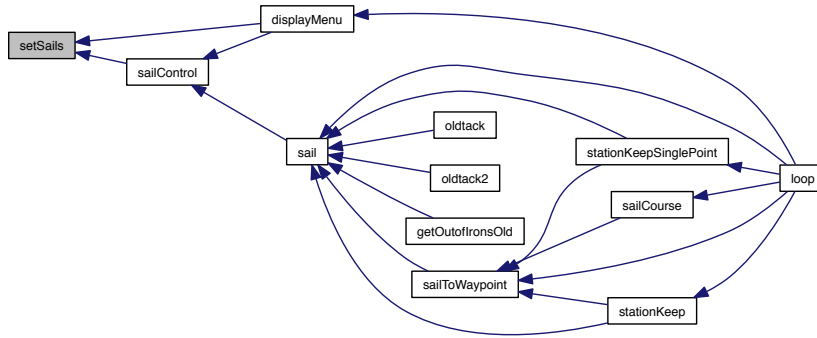 displayMenu
setSails
sailControl
oldtack
sail
stationKeepSinglePoint
oldtack2
loop
sailCourse
getOutofIronsOld
sailToWaypoint
stationKeep